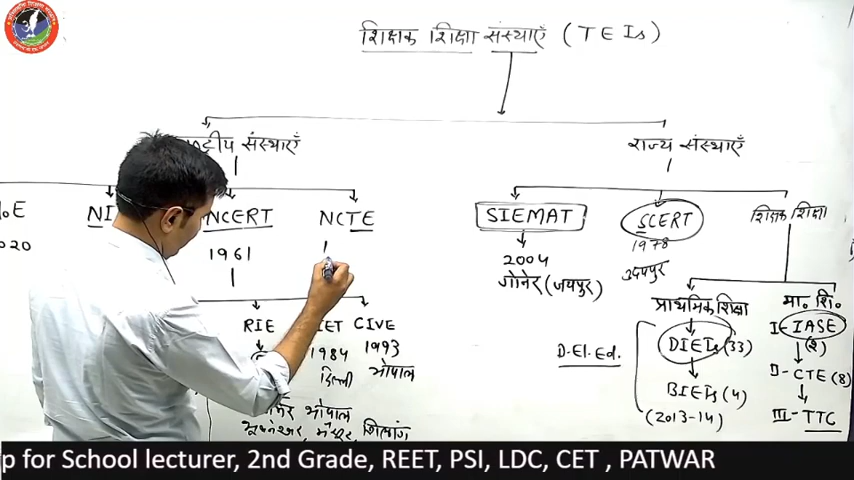 शिक्षक शिक्षा संस्थाएँ (TEIs)
संस्थाएँ
राज्य संस्थाएँ
NCERT
NCTE
SIEMAT
SCERT
शिक्षक शिक्षा
1961
1
2004
गोनेर (जयपुर)
1978
उदयपुर
प्राथमिक शिक्षा
मा. शि.
RIE
CIVE
1984
1993
दिल्ली
भोपाल
D.El.Ed.
DIETs (33)
BIETs (4)
(2013-14)
I- IASE
II- CTE (8)
III- TTC
भोपाल
भुवनेश्वर, मैसूर, शिलांग
p for School lecturer, 2nd Grade, REET, PSI, LDC, CET , PATWAR